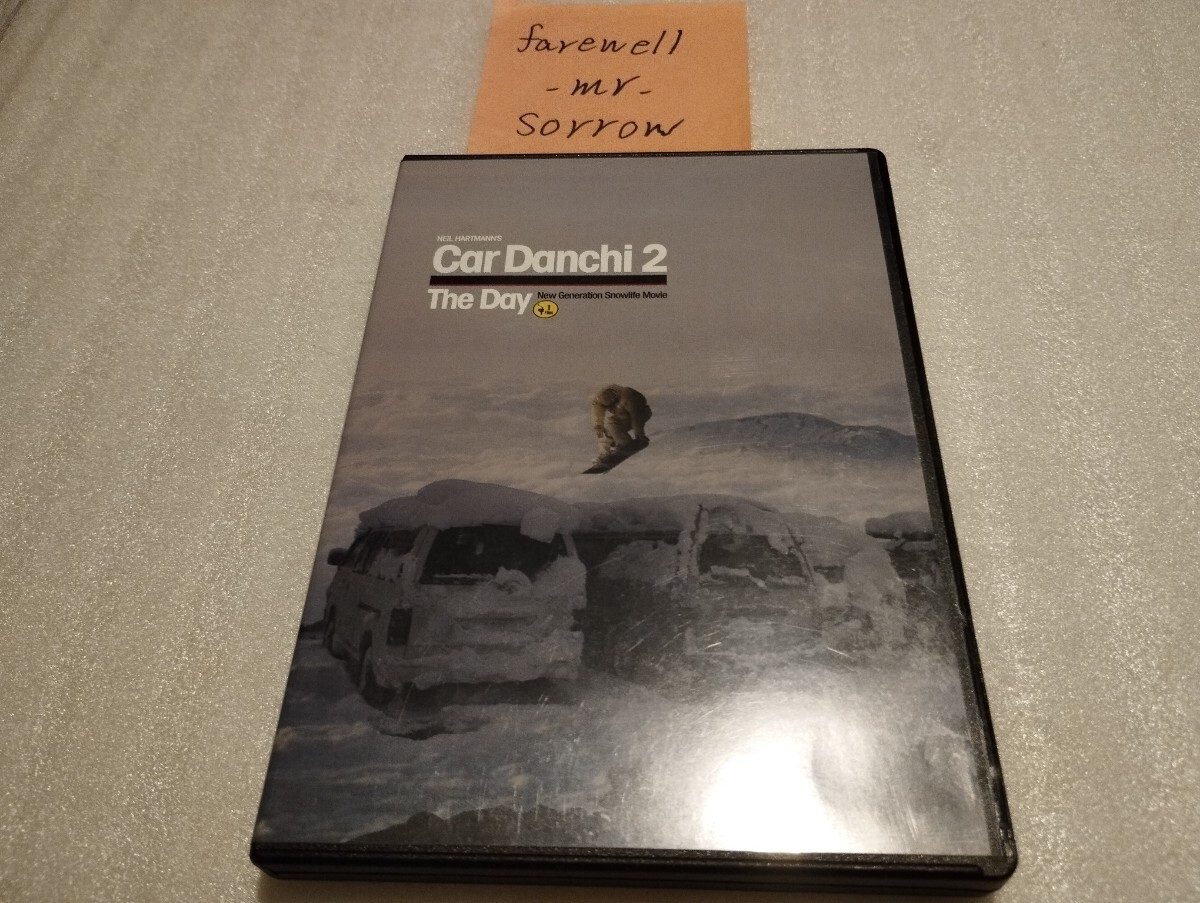 farewell
-mr-
sorrow
NEIL HARTMANN'S
Car Danchi 2
The Day
New Generation Snowlife Movie